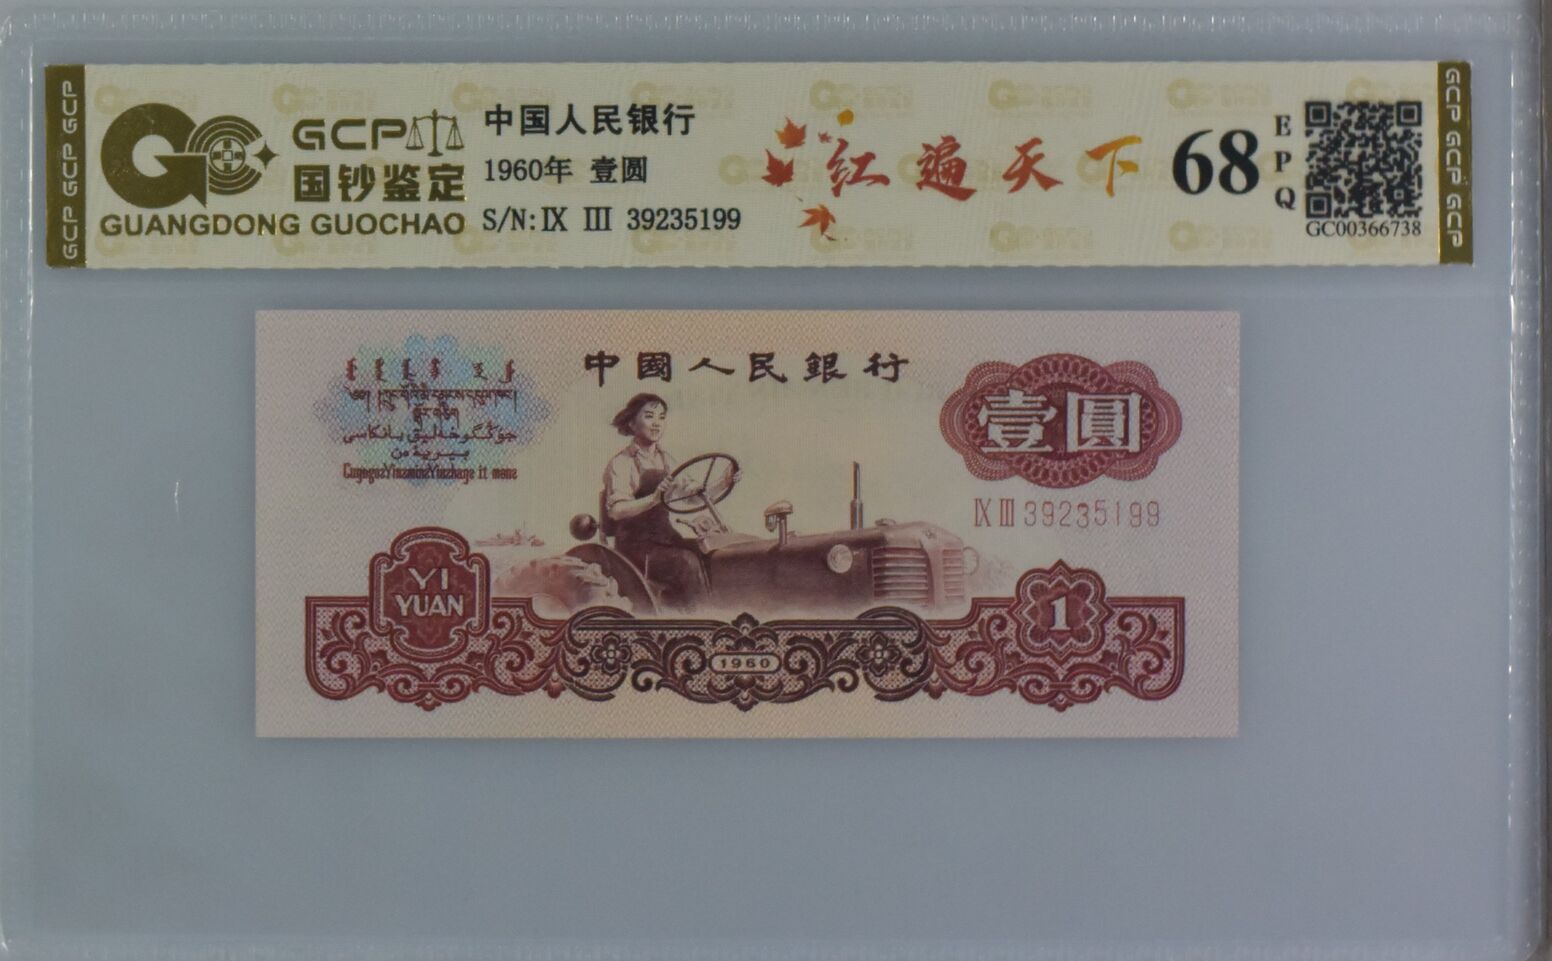 GCP GCP GCP
GCP
国钞鉴定
GUANGDONG GUOCHAO
中国人民银行
1960年 壹圆
S/N: IX III 39235199
红遍天下
68
EPQ
GC00366738
GCP GCP GCP
中國人民銀行
壹圓
IX III 39235199
YI
YUAN
1960
1